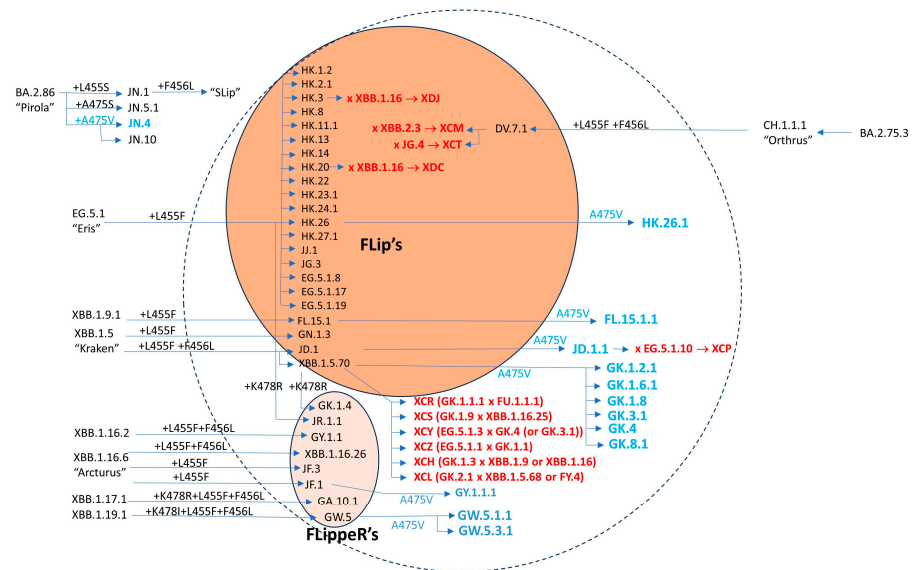 BA.2.86
"Pirola"
+L455S
JN.1
+F456L
"SLip"
+A475S
JN.5.1
+A475V
JN.4
JN.10
HK.1.2
HK.2.1
HK.3
x XBB.1.16 → XDJ
HK.8
HK.11.1
HK.13
HK.14
HK.20
x XBB.1.16 → XDC
HK.22
HK.23.1
HK.24.1
HK.26
HK.27.1
JJ.1
JG.3
EG.5.1.8
EG.5.1.17
EG.5.1.19
FL.15.1
GN.1.3
JD.1
XBB.1.5.70
x XBB.2.3 → XCM
x JG.4 → XCT
DV.7.1
+L455F +F456L
CH.1.1.1
"Orthrus"
BA.2.75.3
EG.5.1
"Eris"
+L455F
FLip's
A475V
HK.26.1
XBB.1.9.1
+L455F
A475V
FL.15.1.1
XBB.1.5
"Kraken"
+L455F
+L455F +F456L
A475V
JD.1.1
x EG.5.1.10 → XCP
A475V
GK.1.2.1
GK.1.6.1
GK.1.8
GK.3.1
GK.4
GK.8.1
+K478R
+K478R
XCR (GK.1.1.1 x FU.1.1.1)
XCS (GK.1.9 x XBB.1.16.25)
XCY (EG.5.1.3 x GK.4 (or GK.3.1))
XCZ (EG.5.1.1 x GK.1.1)
XCH (GK.1.3 x XBB.1.9 or XBB.1.16)
XCL (GK.2.1 x XBB.1.5.68 or FY.4)
GK.1.4
JR.1.1
GY.1.1
XBB.1.16.26
JF.3
JF.1
GA.10.1
GW.5
XBB.1.16.2
+L455F+F456L
XBB.1.16.6
"Arcturus"
+L455F+F456L
+L455F
+L455F
XBB.1.17.1
+K478R+L455F+F456L
XBB.1.19.1
+K478I+L455F+F456L
A475V
GY.1.1.1
A475V
GW.5.1.1
GW.5.3.1
FLippeR's